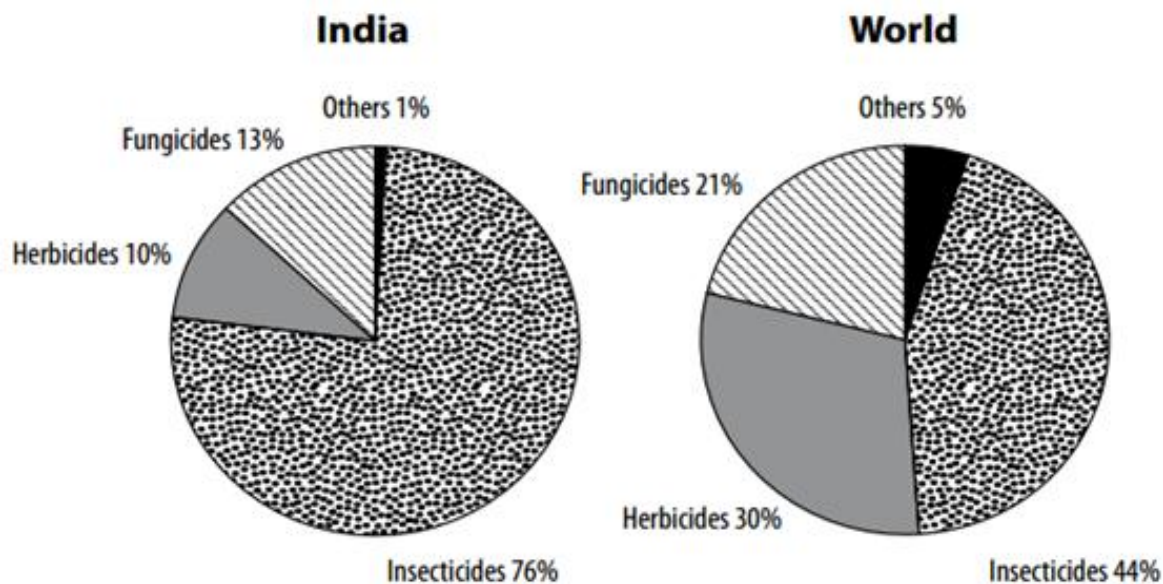 India
Others 1%
Fungicides 13%
Herbicides 10%
Insecticides 76%
World
Others 5%
Fungicides 21%
Herbicides 30%
Insecticides 44%